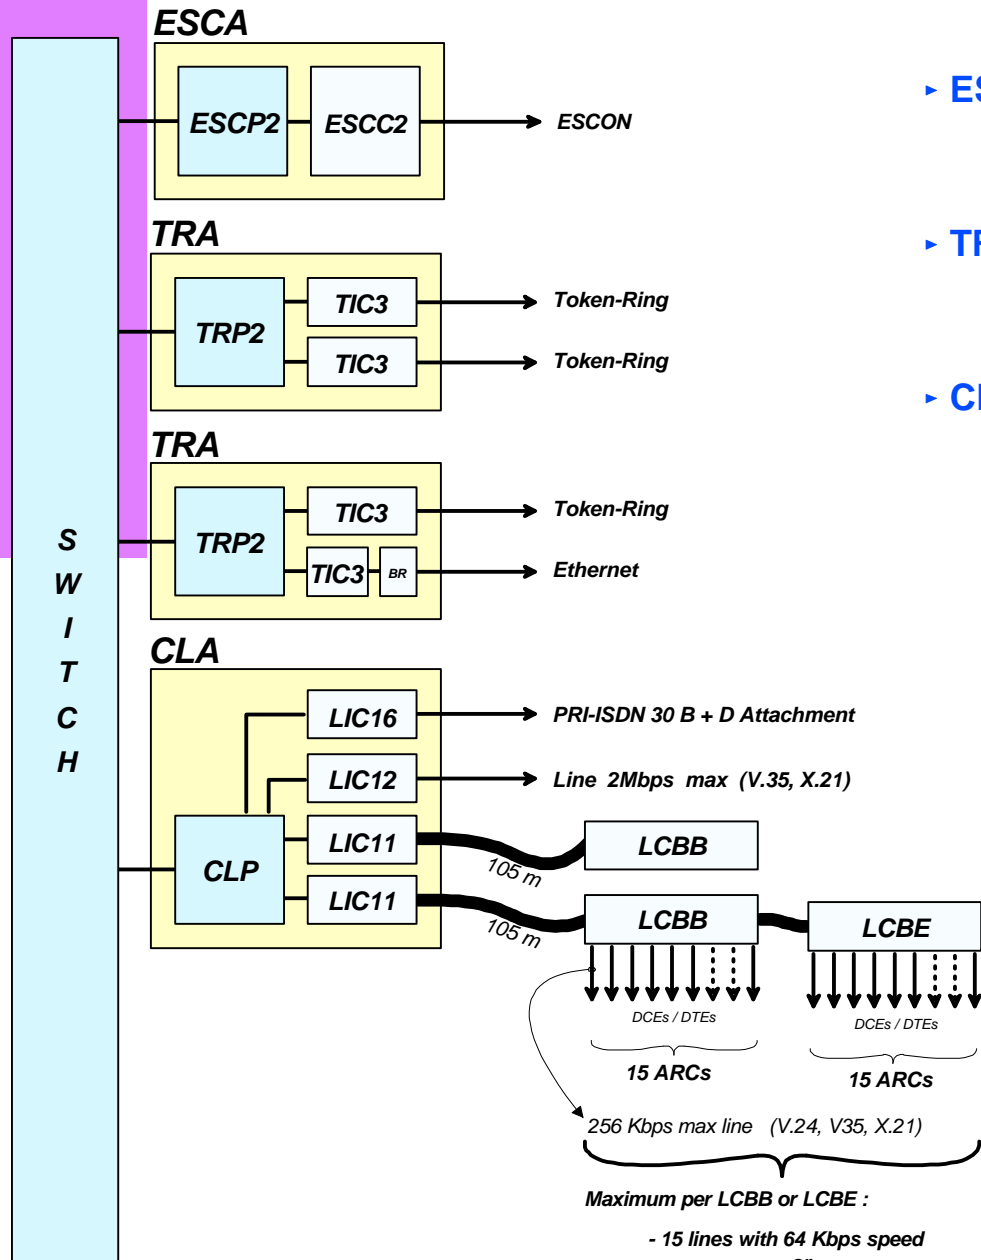 ESCA
ESCP2
ESCC2
ESCON
TRA
TRP2
TIC3
Token-Ring
TIC3
Token-Ring
TRA
TRP2
TIC3
Token-Ring
TIC3
BR
Ethernet
SWITCH
CLA
LIC16
PRI-ISDN 30 B + D Attachment
LIC12
Line 2Mbps max (V.35, X.21)
CLP
LIC11
105 m
LCBB
LIC11
105 m
LCBB
LCBE
DCEs / DTEs
DCEs / DTEs
15 ARCs
15 ARCs
256 Kbps max line (V.24, V35, X.21)
Maximum per LCBB or LCBE :
- 15 lines with 64 Kbps speed